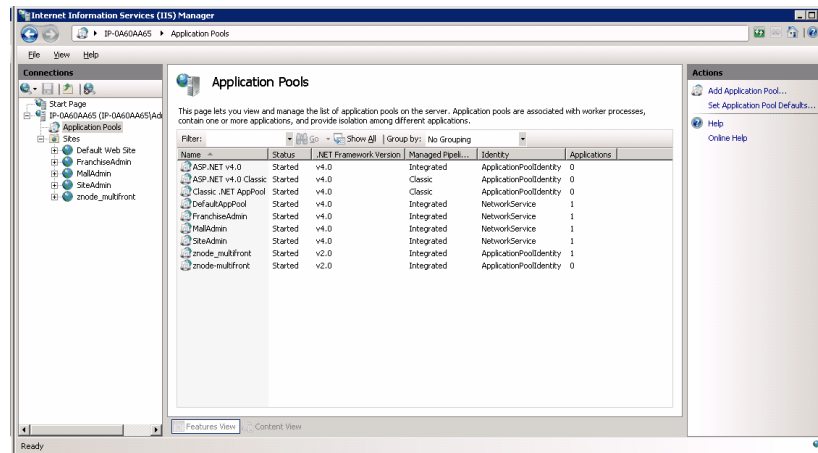 Internet Information Services (IIS) Manager
IP-0A60AA65 Application Pools
File View Help
Connections
Start Page
IP-0A60AA65 (IP-0A60AA65\Ad
Application Pools
Sites
Default Web Site
FranchiseAdmin
MallAdmin
SiteAdmin
znode_multifront
Application Pools
This page lets you view and manage the list of application pools on the server. Application pools are associated with worker processes,
contain one or more applications, and provide isolation among different applications.
Filter: Go Show All Group by: No Grouping
Name Status .NET Framework Version Managed Pipeli... Identity Applications
ASP.NET v4.0 Started v4.0 Integrated ApplicationPoolIdentity 0
ASP.NET v4.0 Classic Started v4.0 Classic ApplicationPoolIdentity 0
Classic .NET AppPool Started v4.0 Classic ApplicationPoolIdentity 0
DefaultAppPool Started v4.0 Integrated NetworkService 1
FranchiseAdmin Started v4.0 Integrated NetworkService 1
MallAdmin Started v4.0 Integrated NetworkService 1
SiteAdmin Started v4.0 Integrated NetworkService 1
znode_multifront Started v2.0 Integrated ApplicationPoolIdentity 1
znode-multifront Started v2.0 Integrated ApplicationPoolIdentity 0
Features View Content View
Actions
Add Application Pool...
Set Application Pool Defaults...
Help
Online Help
Ready